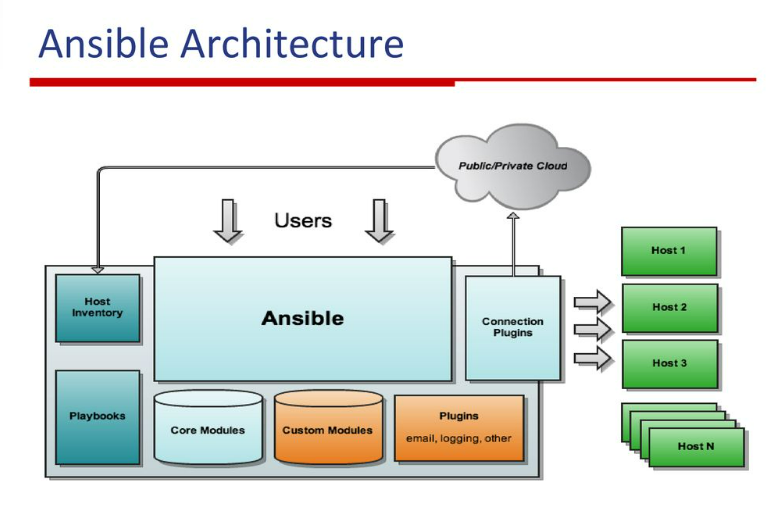 Ansible Architecture
Public/Private Cloud
Users
Host
Inventory
Ansible
Connection
Plugins
Host 1
Host 2
Host 3
Host N
Playbooks
Core Modules
Custom Modules
Plugins
email, logging, other